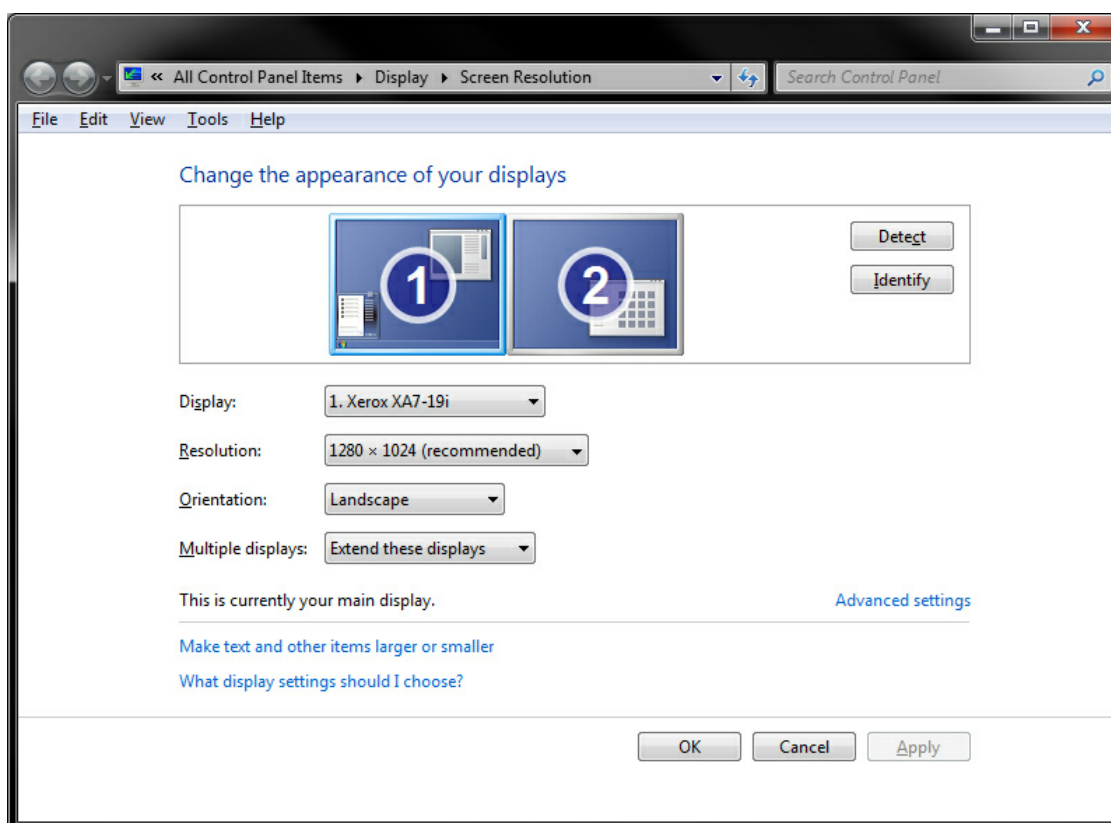 « All Control Panel Items ▸ Display ▸ Screen Resolution
Search Control Panel
File Edit View Tools Help
Change the appearance of your displays
1 2
Detect
Identify
Display: 1. Xerox XA7-19i
Resolution: 1280 × 1024 (recommended)
Orientation: Landscape
Multiple displays: Extend these displays
This is currently your main display. Advanced settings
Make text and other items larger or smaller
What display settings should I choose?
OK Cancel Apply